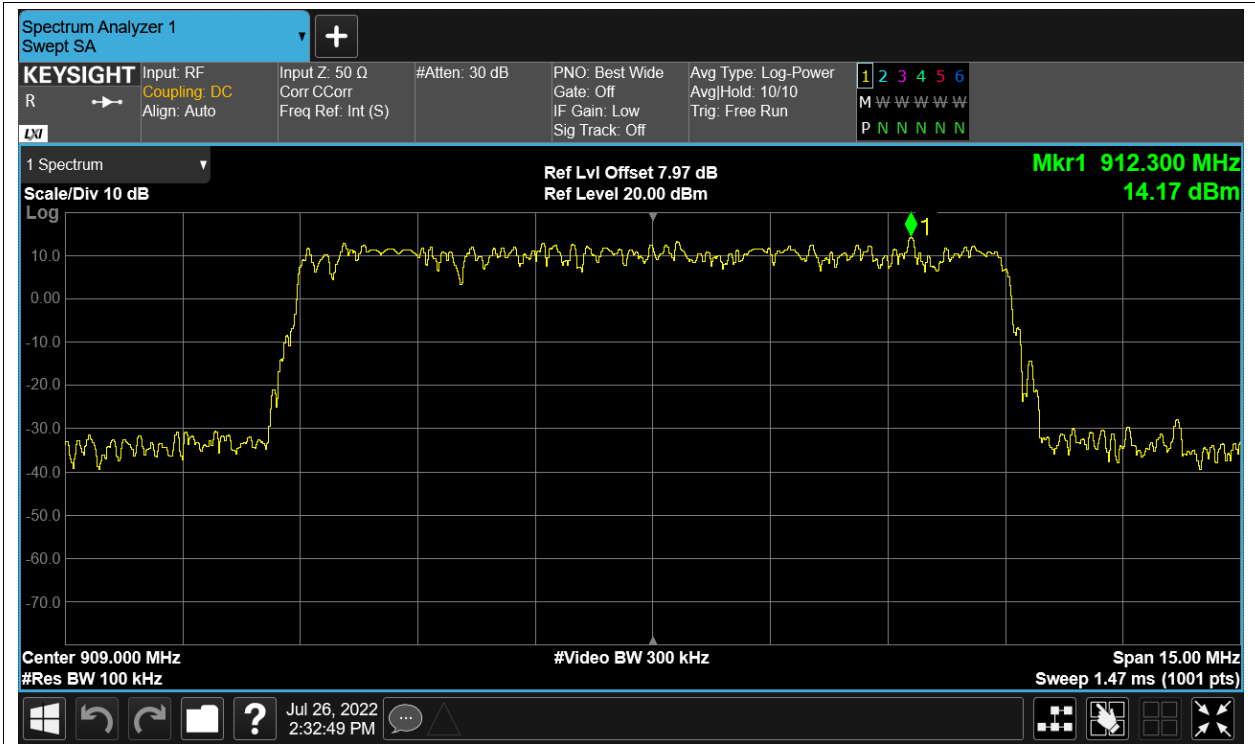 Spectrum Analyzer 1
Swept SA
KEYSIGHT
R
LXI
Input: RF
Coupling: DC
Align: Auto
Input Z: 50 Ω
Corr CCorr
Freq Ref: Int (S)
#Atten: 30 dB
PNO: Best Wide
Gate: Off
IF Gain: Low
Sig Track: Off
Avg Type: Log-Power
Avg|Hold: 10/10
Trig: Free Run
1 2 3 4 5 6
M W W W W W
P N N N N N
1 Spectrum
Scale/Div 10 dB
Log
Ref Lvl Offset 7.97 dB
Ref Level 20.00 dBm
Mkr1 912.300 MHz
14.17 dBm
1
10.0
0.00
-10.0
-20.0
-30.0
-40.0
-50.0
-60.0
-70.0
Center 909.000 MHz
#Res BW 100 kHz
#Video BW 300 kHz
Span 15.00 MHz
Sweep 1.47 ms (1001 pts)
?
Jul 26, 2022
2:32:49 PM